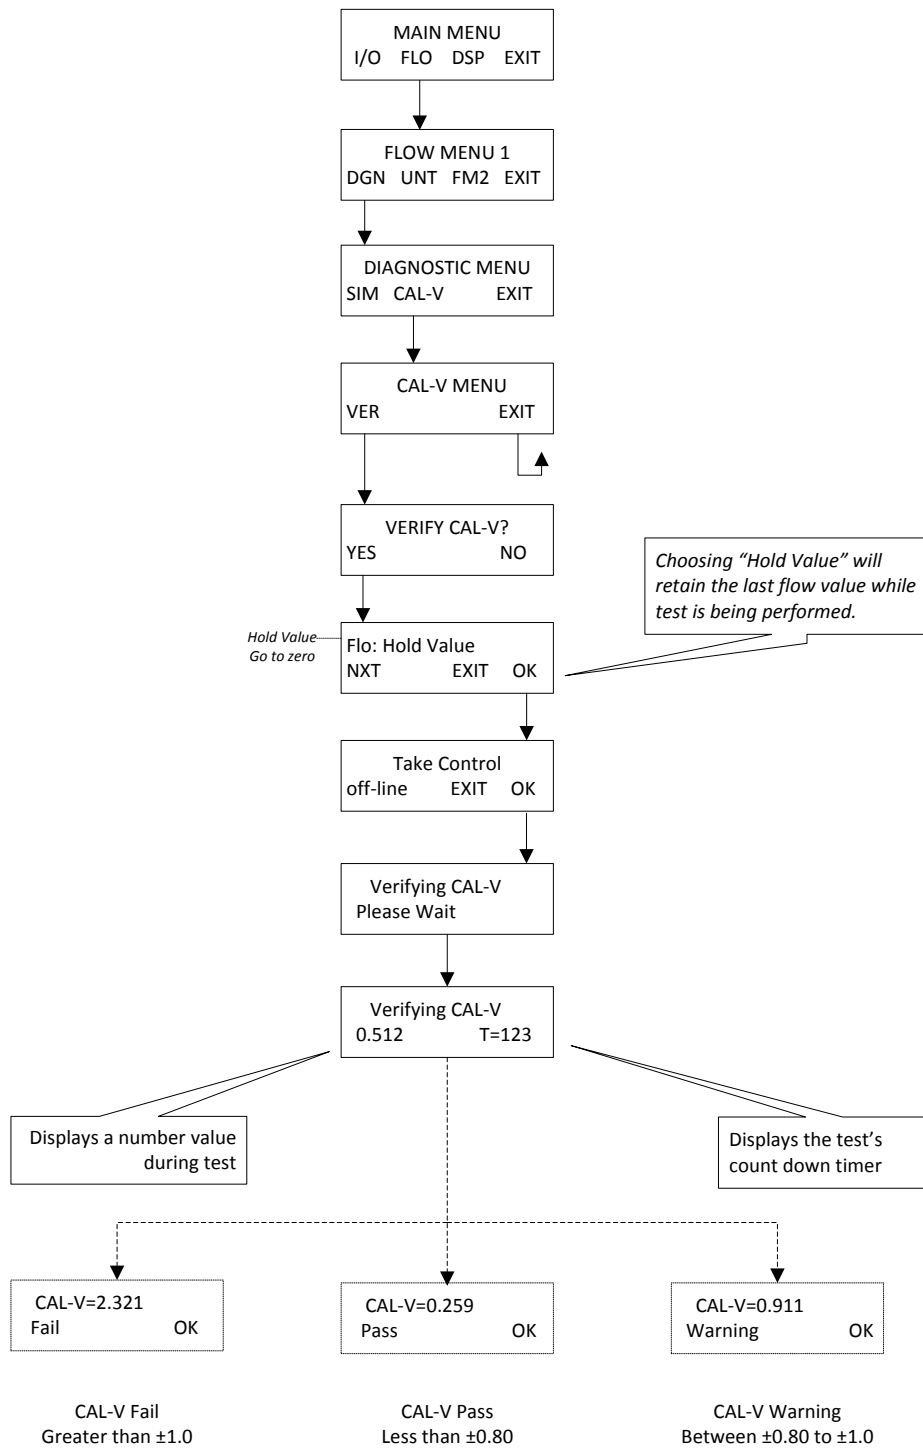 MAIN MENU
I/O FLO DSP EXIT
FLOW MENU 1
DGN UNT FM2 EXIT
DIAGNOSTIC MENU
SIM CAL-V EXIT
CAL-V MENU
VER EXIT
VERIFY CAL-V?
YES NO
Choosing “Hold Value” will
retain the last flow value while
test is being performed.
Hold Value
Go to zero
Flo: Hold Value
NXT EXIT OK
Take Control
off-line EXIT OK
Verifying CAL-V
Please Wait
Verifying CAL-V
0.512 T=123
Displays a number value
during test
Displays the test’s
count down timer
CAL-V=2.321
Fail OK
CAL-V=0.259
Pass OK
CAL-V=0.911
Warning OK
CAL-V Fail
Greater than ±1.0
CAL-V Pass
Less than ±0.80
CAL-V Warning
Between ±0.80 to ±1.0